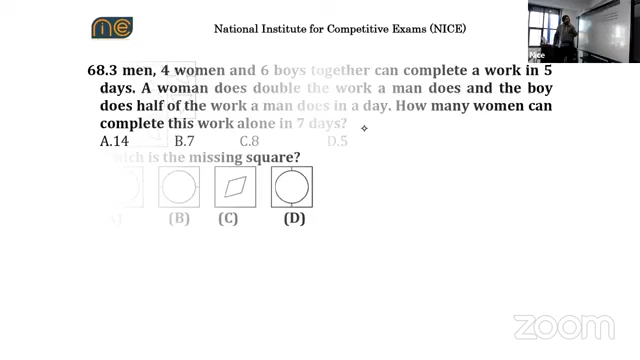 nie
National Institute for Competitive Exams (NICE)
Nice
68.3 men, 4 women and 6 boys together can complete a work in 5
days. A woman does double the work a man does and the boy
does half of the work a man does in a day. How many women can
complete this work alone in 7 days?
A.14 B.7 C.8 D.5
which is the missing square?
(B) (C) (D)
zoom